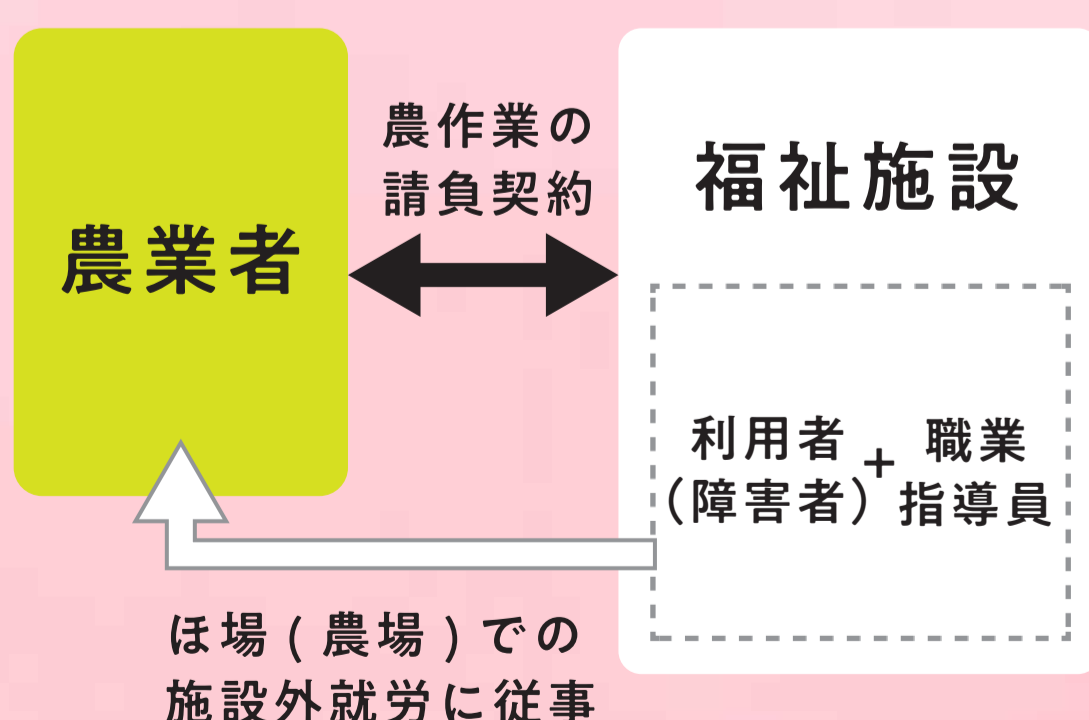 農業者
農作業の
請負契約
福祉施設
利用者
(障害者)
+
職業
指導員
ほ場(農場)での
施設外就労に従事